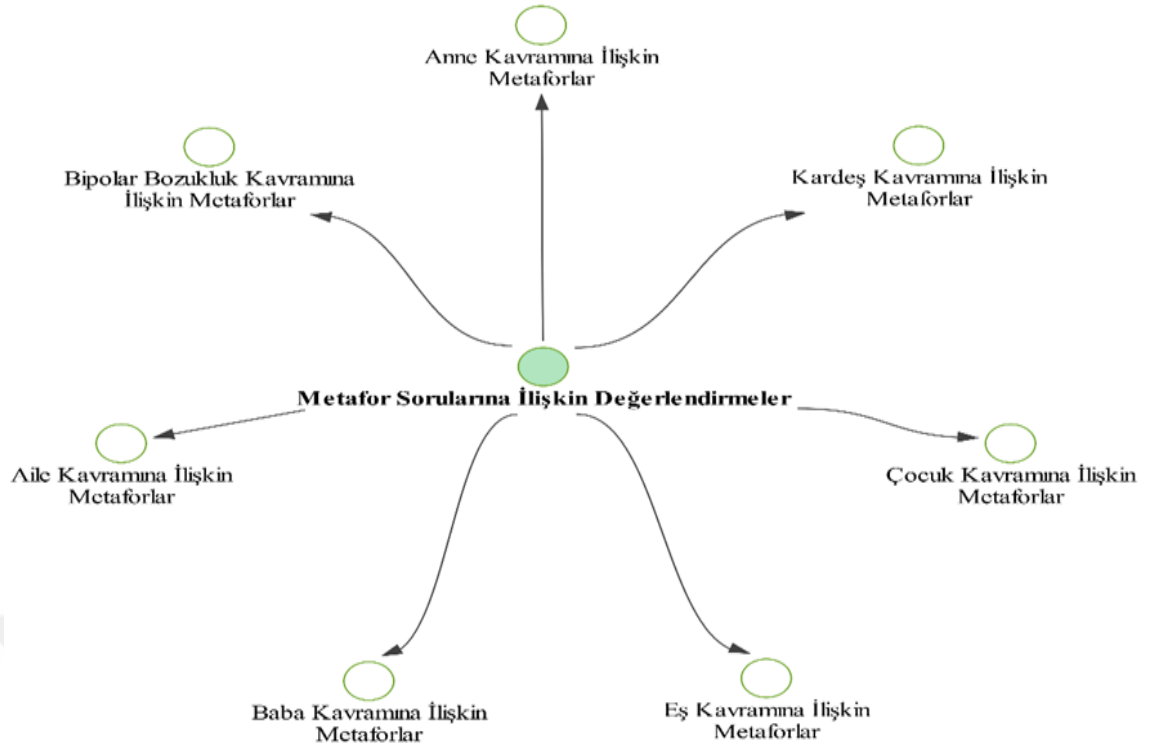 Anne Kavramına İlişkin
Metaforlar
Bipolar Bozukluk Kavramına
İlişkin Metaforlar
Kardeş Kavramına İlişkin
Metaforlar
Metafor Sorularına İlişkin Değerlendirmeler
Aile Kavramına İlişkin
Metaforlar
Çocuk Kavramına İlişkin
Metaforlar
Baba Kavramına İlişkin
Metaforlar
Eş Kavramına İlişkin
Metaforlar